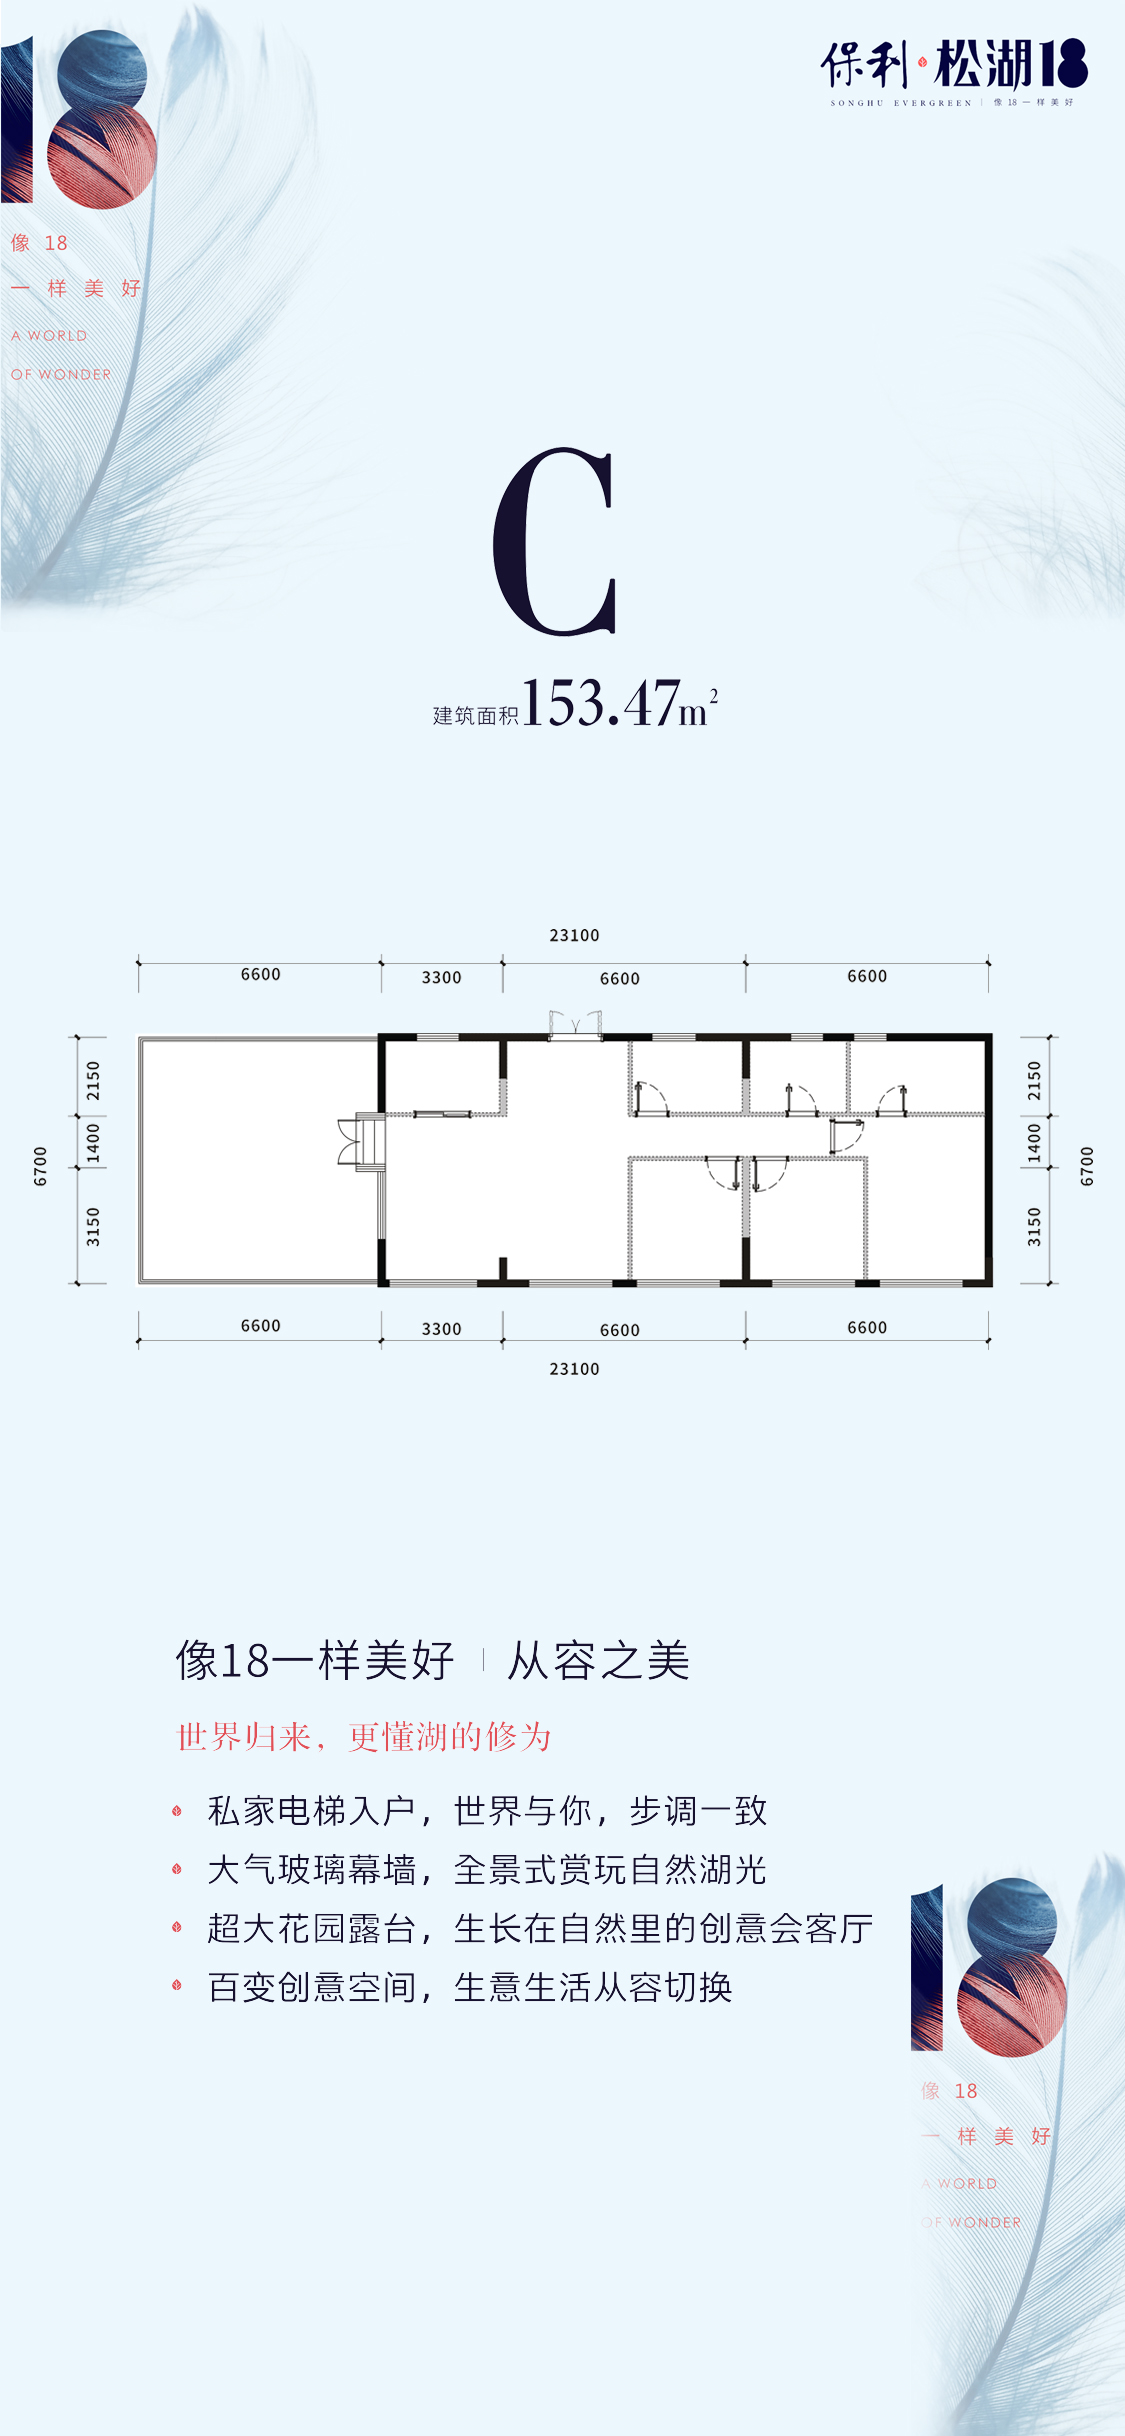 18
像 18
一样美好
A WORLD
OF WONDER
保利·松湖18
SONGHU EVERGREEN | 像18一样美好
C
建筑面积153.47m²
23100
6600 3300 6600 6600
2150
1400
3150
6700
2150
1400
3150
6700
6600 3300 6600 6600
23100
像18一样美好 | 从容之美
世界归来，更懂湖的修为
私家电梯入户，世界与你，步调一致
大气玻璃幕墙，全景式赏玩自然湖光
超大花园露台，生长在自然里的创意会客厅
百变创意空间，生意生活从容切换
18
像 18
一样美好
A WORLD
OF WONDER